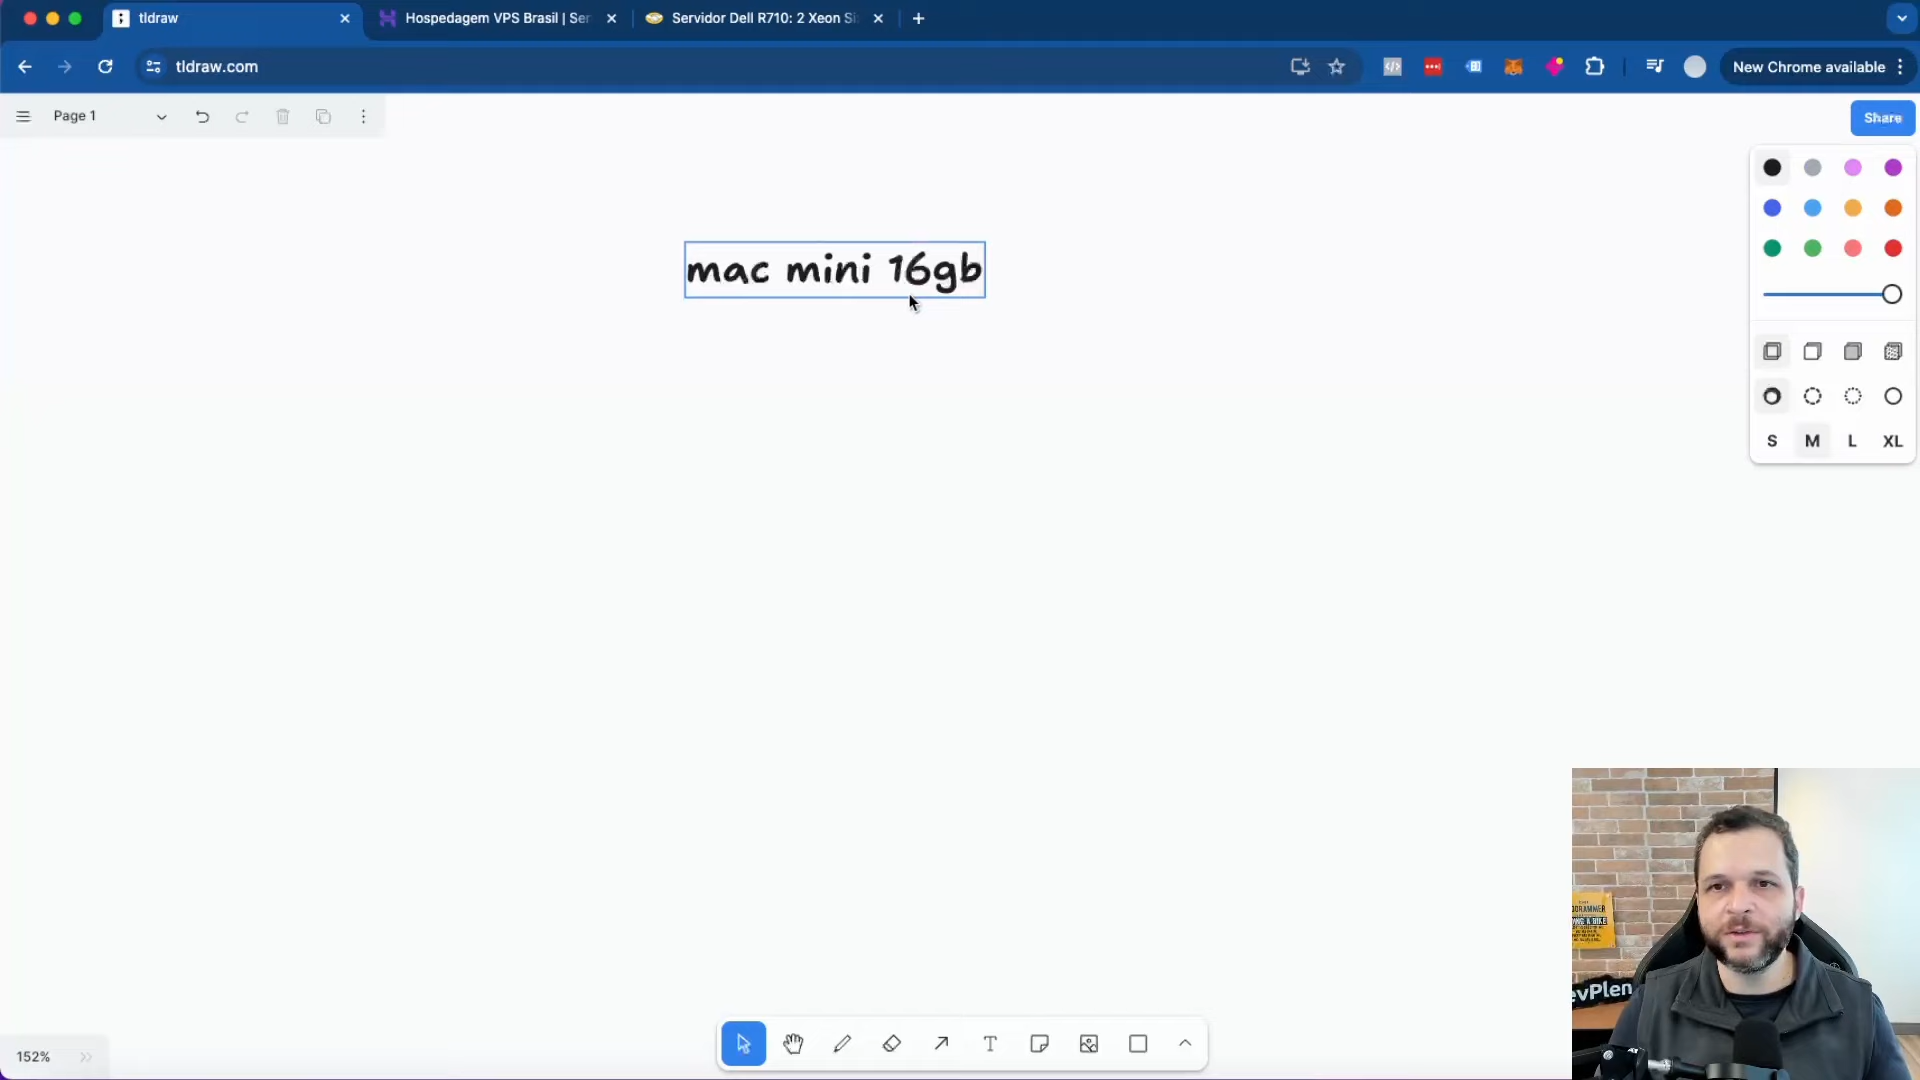 tldraw
Hospedagem VPS Brasil | Ser
Servidor Dell R710: 2 Xeon Si
tldraw.com
New Chrome available
Page 1
Share
mac mini 16gb
S M L XL
152%
T
evPlen